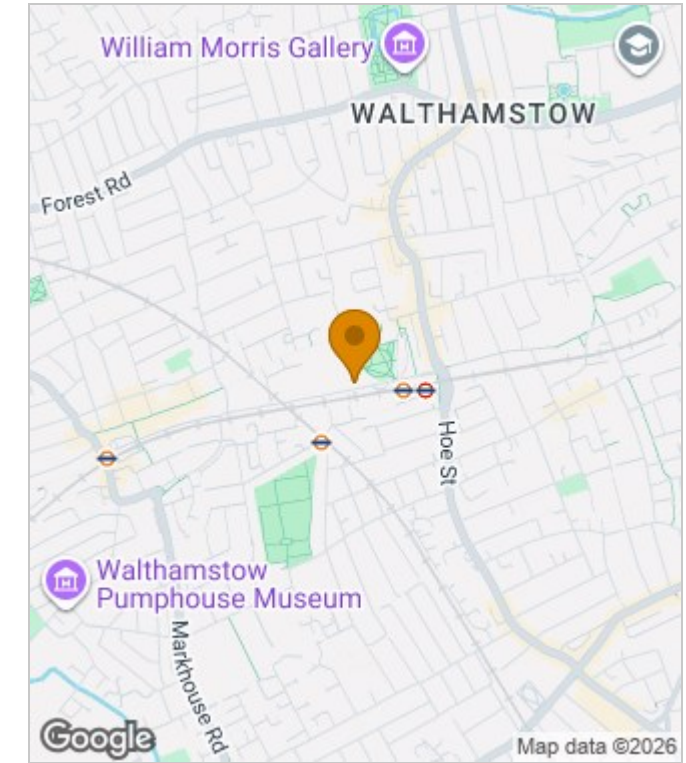 William Morris Gallery
WALTHAMSTOW
Forest Rd
Hoe St
Walthamstow
Pumphouse Museum
Markhouse Rd
Google
Map data ©2026